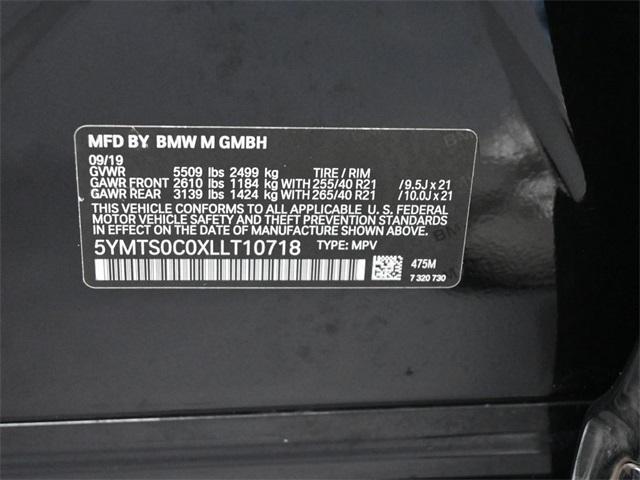 MFD BY BMW M GMBH
09/19
GVWR 5509 lbs 2499 kg TIRE / RIM
GAWR FRONT 2610 lbs 1184 kg WITH 255/40 R21 / 9.5J x 21
GAWR REAR 3139 lbs 1424 kg WITH 265/40 R21 / 10.0J x 21
THIS VEHICLE CONFORMS TO ALL APPLICABLE U. S. FEDERAL
MOTOR VEHICLE SAFETY AND THEFT PREVENTION STANDARDS
IN EFFECT ON THE DATE OF MANUFACTURE SHOWN ABOVE.
5YMTS0C0XLLT10718 TYPE: MPV
475M
7 320 730